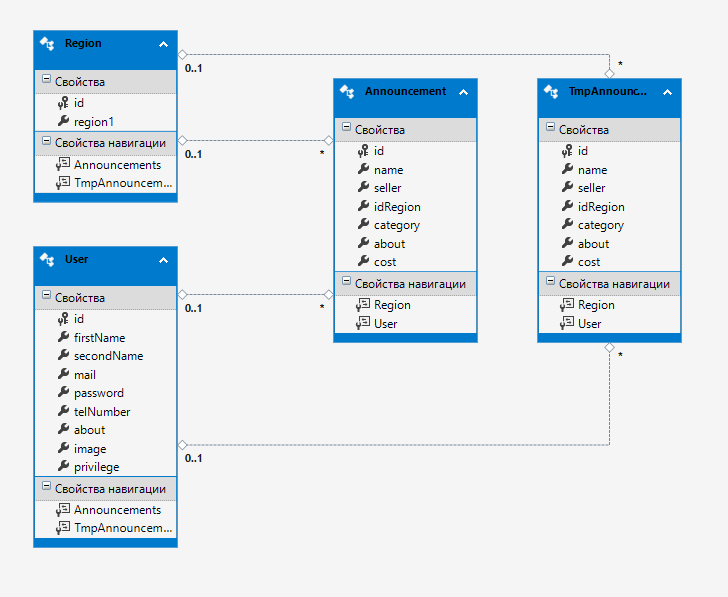 Region
Свойства
id
region1
Свойства навигации
Announcements
TmpAnnouncem...
0..1
*
0..1
*
Announcement
Свойства
id
name
seller
idRegion
category
about
cost
Свойства навигации
Region
User
TmpAnnounc...
Свойства
id
name
seller
idRegion
category
about
cost
Свойства навигации
Region
User
User
Свойства
id
firstName
secondName
mail
password
telNumber
about
image
privilege
Свойства навигации
Announcements
TmpAnnouncem...
0..1
*
0..1
*